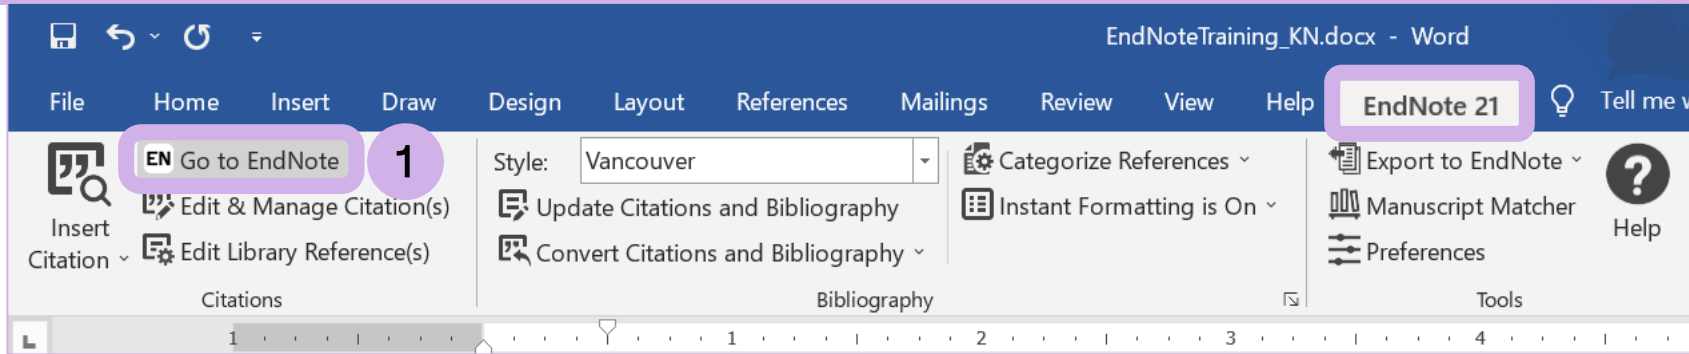 EndNoteTraining_KN.docx - Word
File Home Insert Draw Design Layout References Mailings Review View Help EndNote 21 Tell me
EN Go to EndNote 1
Edit & Manage Citation(s)
Edit Library Reference(s)
Insert
Citation
Citations
Style: Vancouver
Update Citations and Bibliography
Convert Citations and Bibliography
Categorize References
Instant Formatting is On
Bibliography
Export to EndNote
Manuscript Matcher
Preferences
Tools
Help
1 1 2 3 4